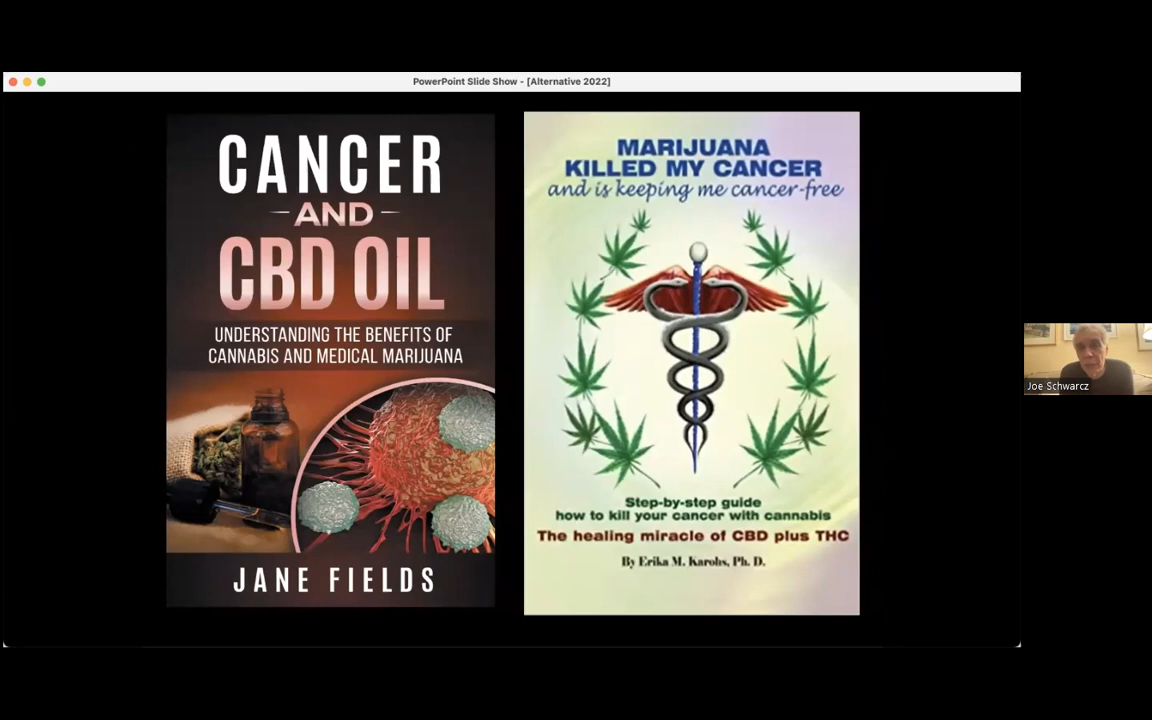 PowerPoint Slide Show - [Alternative 2022]
CANCER
AND
CBD OIL
UNDERSTANDING THE BENEFITS OF
CANNABIS AND MEDICAL MARIJUANA
JANE FIELDS
MARIJUANA
KILLED MY CANCER
and is keeping me cancer-free
Step-by-step guide
how to kill your cancer with cannabis
The healing miracle of CBD plus THC
By Erika M. Karohs, Ph. D.
Joe Schwarcz